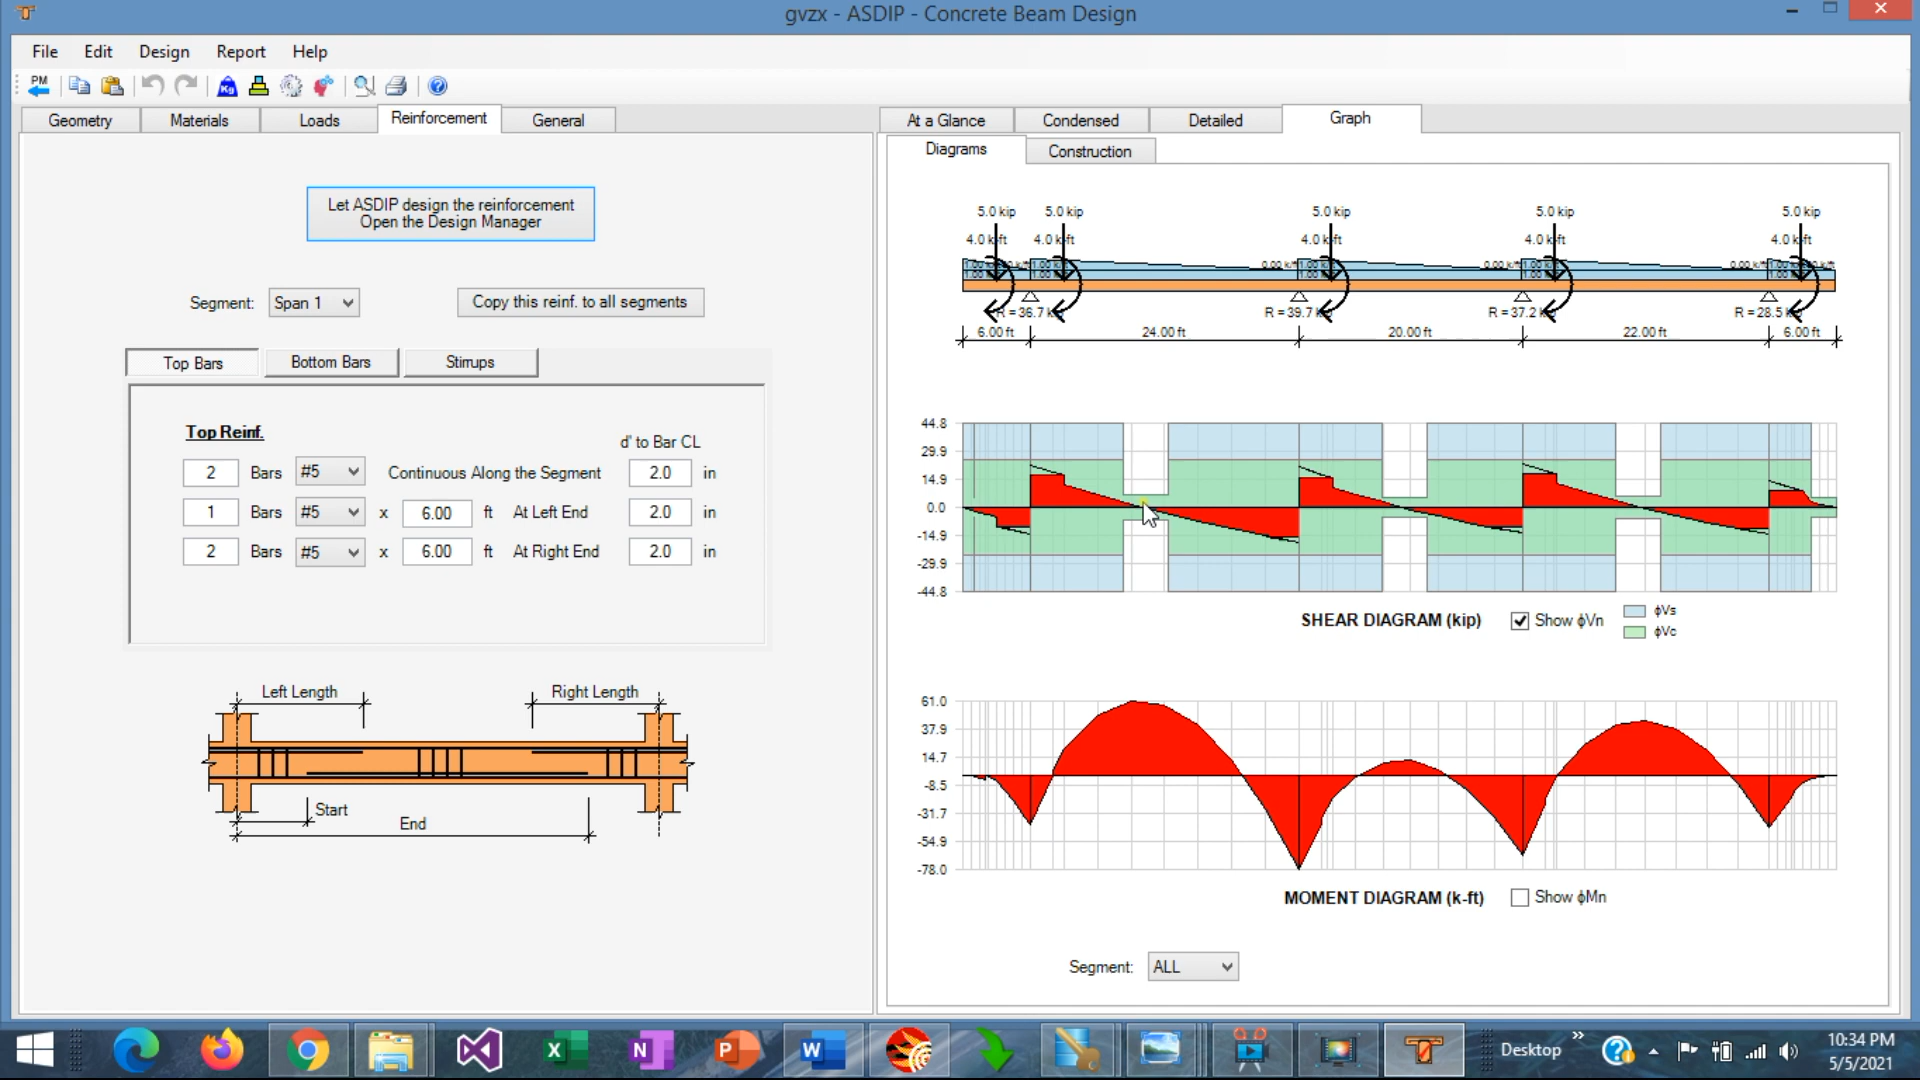 gvzx - ASDIP - Concrete Beam Design
File Edit Design Report Help
PM
Kg
Geometry Materials Loads Reinforcement General
At a Glance Condensed Detailed Graph
Diagrams Construction
Let ASDIP design the reinforcement
Open the Design Manager
Segment: Span 1 Copy this reinf. to all segments
Top Bars Bottom Bars Stirrups
Top Reinf.
d' to Bar CL
2 Bars #5 Continuous Along the Segment 2.0 in
1 Bars #5 x 6.00 ft At Left End 2.0 in
2 Bars #5 x 6.00 ft At Right End 2.0 in
Left Length Right Length
Start
End
5.0 kip 5.0 kip 5.0 kip 5.0 kip 5.0 kip
4.0 k-ft 4.0 k-ft 4.0 k-ft 4.0 k-ft 4.0 k-ft
R = 36.7 R = 39.7 R = 37.2 R = 28.5
6.00 ft 24.00 ft 20.00 ft 22.00 ft 6.00 ft
44.8
29.9
14.9
0.0
-14.9
-29.9
-44.8
SHEAR DIAGRAM (kip) Show ϕVn
ϕVs
ϕVc
61.0
37.9
14.7
-8.5
-31.7
-54.9
-78.0
MOMENT DIAGRAM (k-ft) Show ϕMn
Segment: ALL
Desktop
10:34 PM
5/5/2021